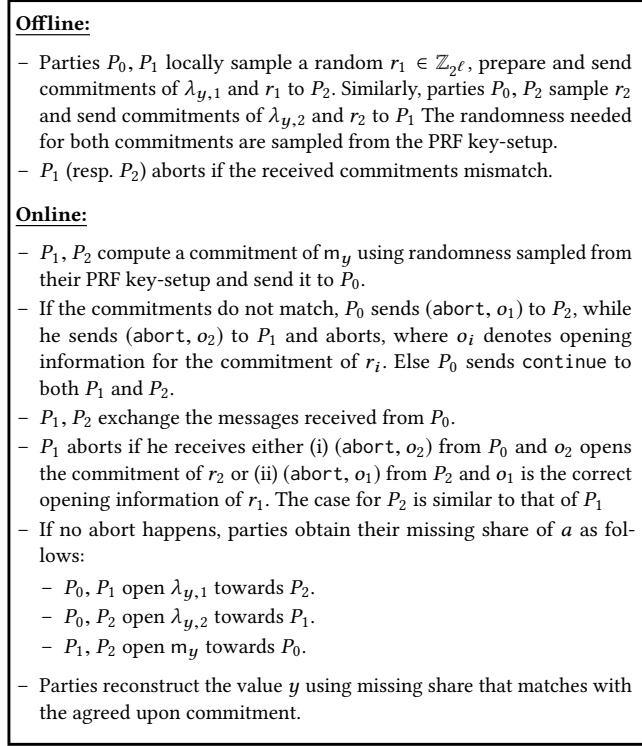 Offline:
– Parties P₀, P₁ locally sample a random r₁ ∈ ℤ_{2^ℓ}, prepare and send
commitments of λ_{y,1} and r₁ to P₂. Similarly, parties P₀, P₂ sample r₂
and send commitments of λ_{y,2} and r₂ to P₁ The randomness needed
for both commitments are sampled from the PRF key-setup.
– P₁ (resp. P₂) aborts if the received commitments mismatch.
Online:
– P₁, P₂ compute a commitment of m_y using randomness sampled from
their PRF key-setup and send it to P₀.
– If the commitments do not match, P₀ sends (abort, o₁) to P₂, while
he sends (abort, o₂) to P₁ and aborts, where o_i denotes opening
information for the commitment of r_i. Else P₀ sends continue to
both P₁ and P₂.
– P₁, P₂ exchange the messages received from P₀.
– P₁ aborts if he receives either (i) (abort, o₂) from P₀ and o₂ opens
the commitment of r₂ or (ii) (abort, o₁) from P₂ and o₁ is the correct
opening information of r₁. The case for P₂ is similar to that of P₁
– If no abort happens, parties obtain their missing share of a as fol-
lows:
– P₀, P₁ open λ_{y,1} towards P₂.
– P₀, P₂ open λ_{y,2} towards P₁.
– P₁, P₂ open m_y towards P₀.
– Parties reconstruct the value y using missing share that matches with
the agreed upon commitment.